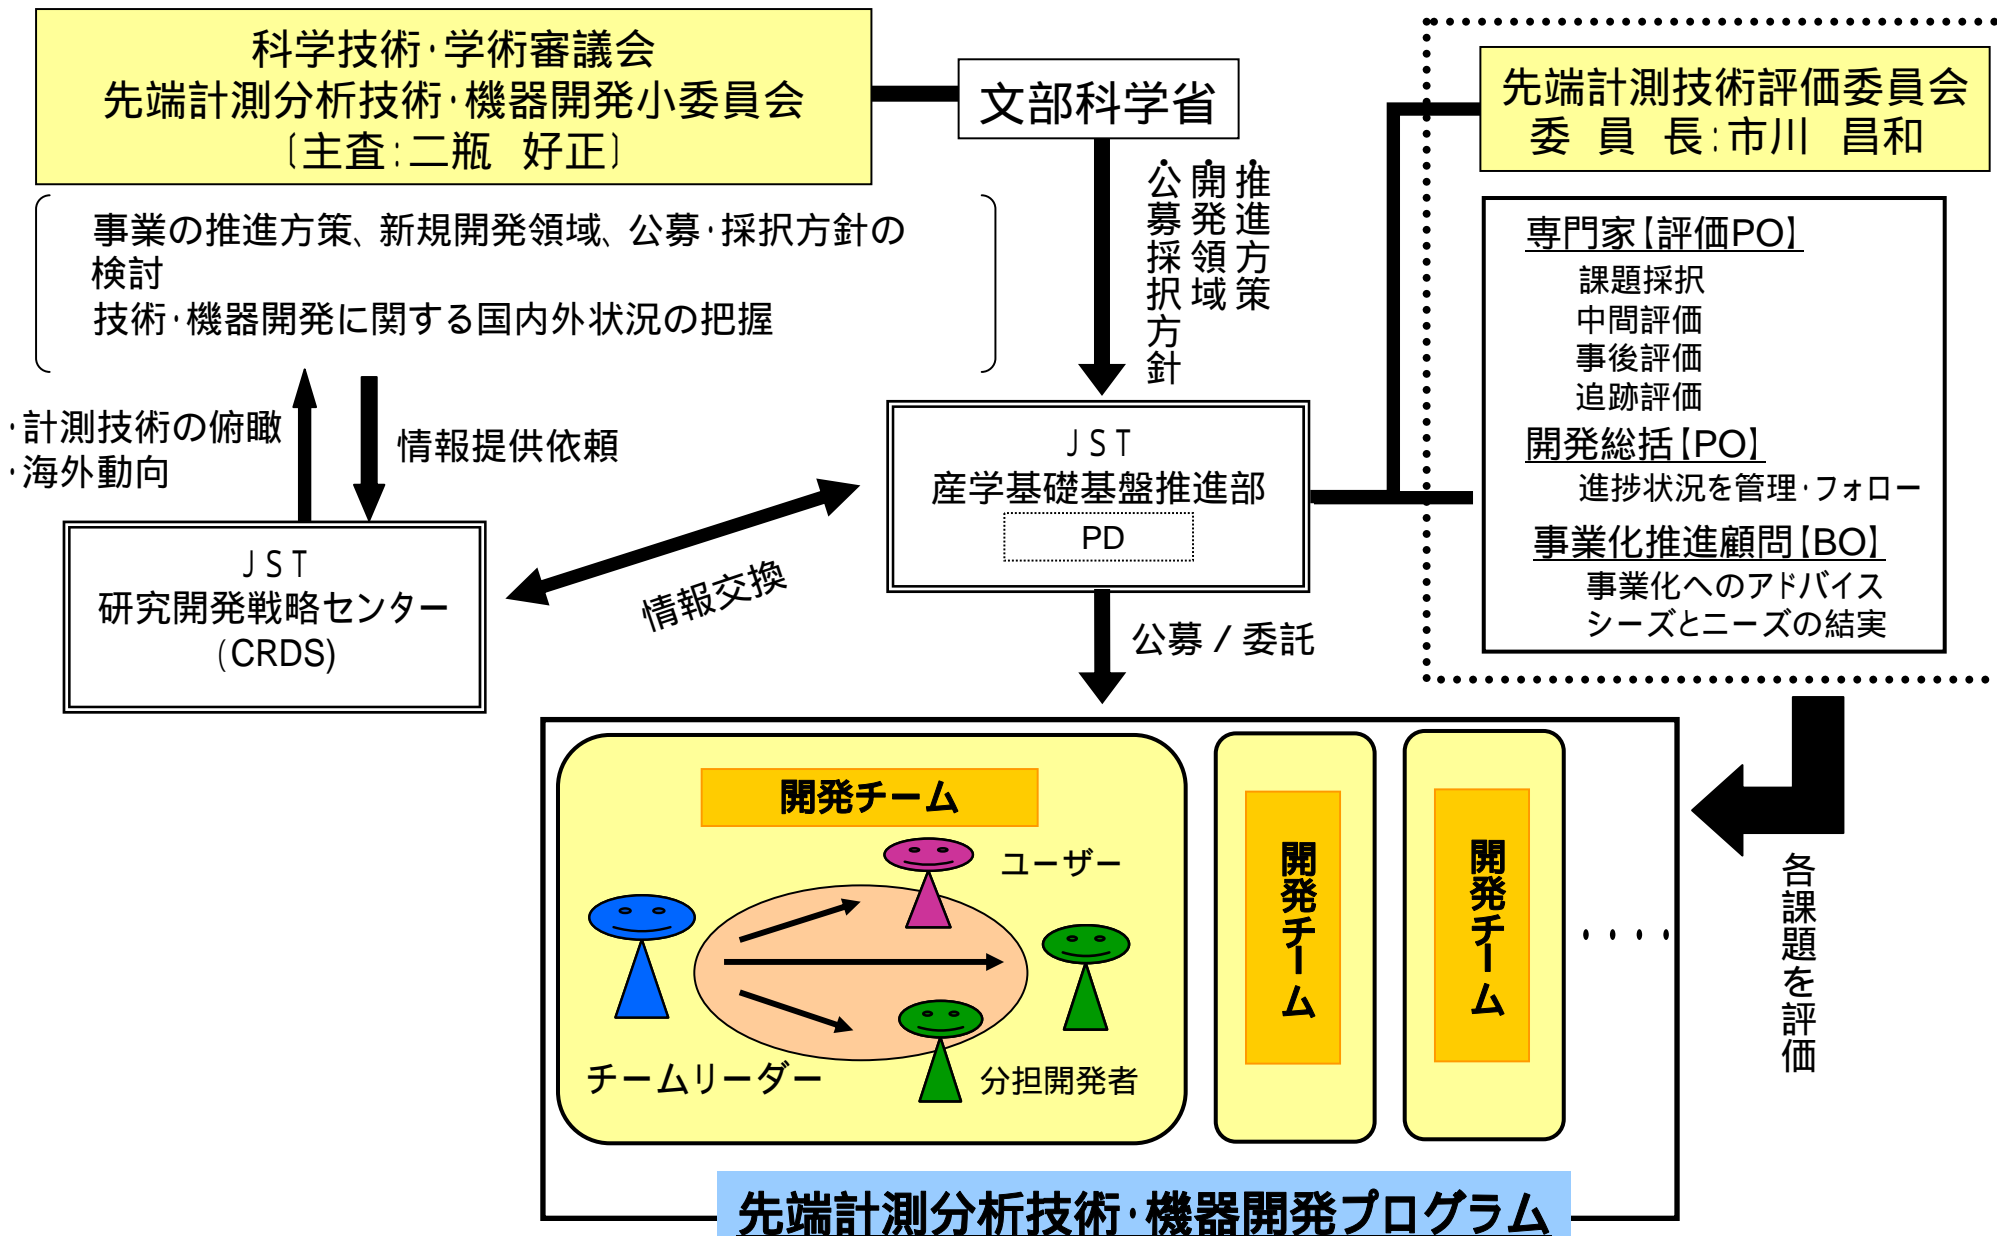 科学技術・学術審議会
先端計測分析技術・機器開発小委員会
〔主査:二瓶 好正〕
文部科学省
先端計測技術評価委員会
委 員 長:市川 昌和
事業の推進方策、新規開発領域、公募・採択方針の
検討
技術・機器開発に関する国内外状況の把握
・推進方策
・開発領域
・公募採択方針
専門家【評価PO】
課題採択
中間評価
事後評価
追跡評価
開発総括【PO】
進捗状況を管理・フォロー
事業化推進顧問【BO】
事業化へのアドバイス
シーズとニーズの結実
・計測技術の俯瞰
・海外動向
情報提供依頼
JST
産学基礎基盤推進部
PD
JST
研究開発戦略センター
(CRDS)
情報交換
公募/委託
開発チーム
ユーザー
チームリーダー
分担開発者
開発チーム
開発チーム
・・・・
各課題を評価
先端計測分析技術・機器開発プログラム